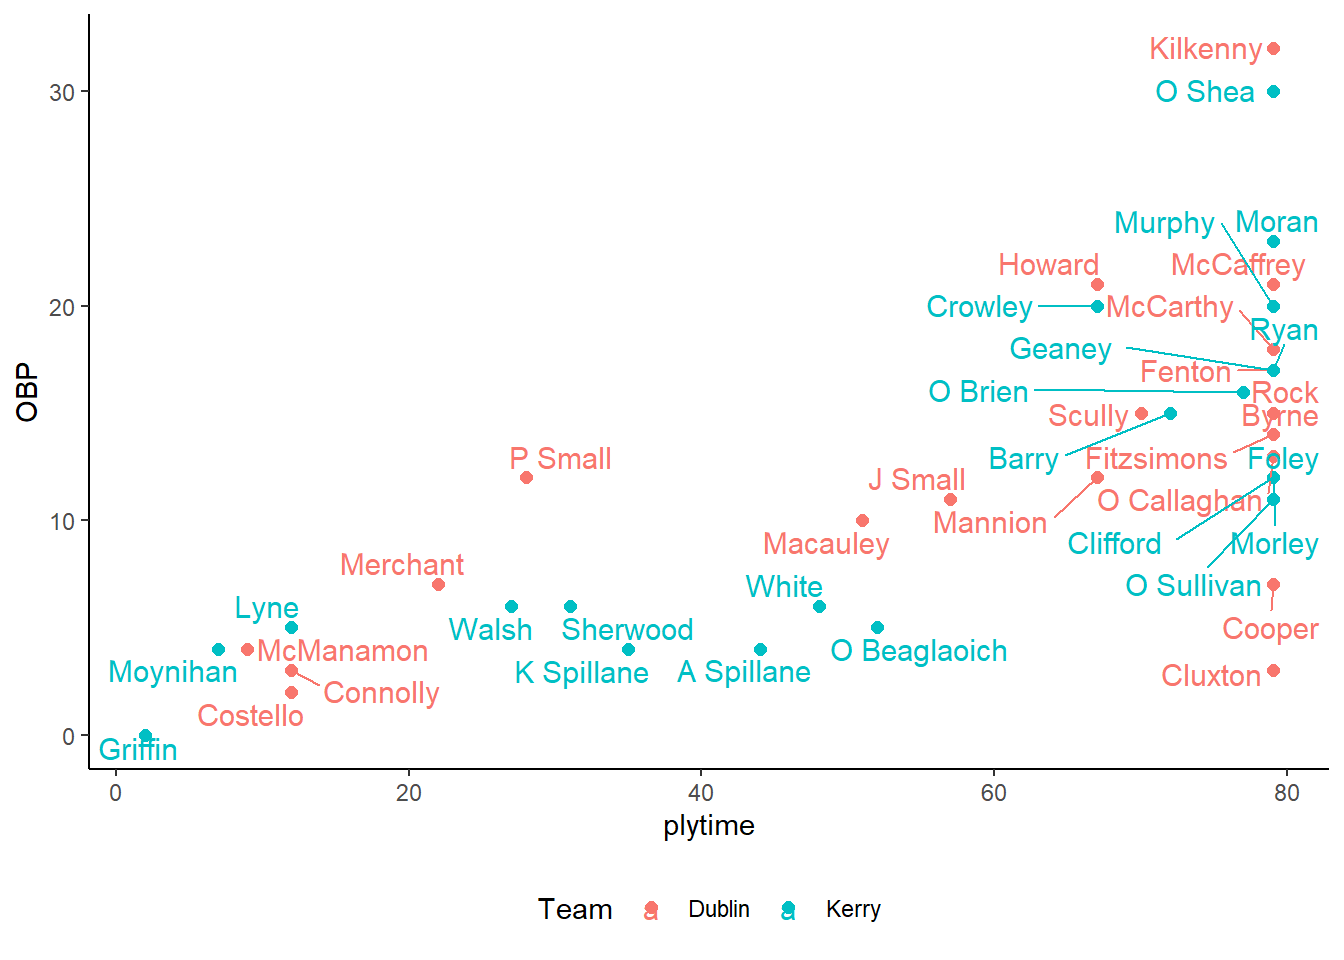 Kilkenny
30
O Shea
Murphy
Moran
Howard
McCaffrey
20
Crowley
McCarthy
Ryan
Geaney
Fenton
O Brien
Rock
Scully
Byrne
P Small
Barry
Fitzsimons
Foley
J Small
O Callaghan
10
Mannion
Macauley
Clifford
Morley
Merchant
White
O Sullivan
Lyne
Walsh
Sherwood
Cooper
McManamon
O Beaglaoich
Moynihan
K Spillane
A Spillane
Cluxton
Connolly
Costello
0
Griffin
OBP
0 20 40 60 80
plytime
Team a Dublin a Kerry